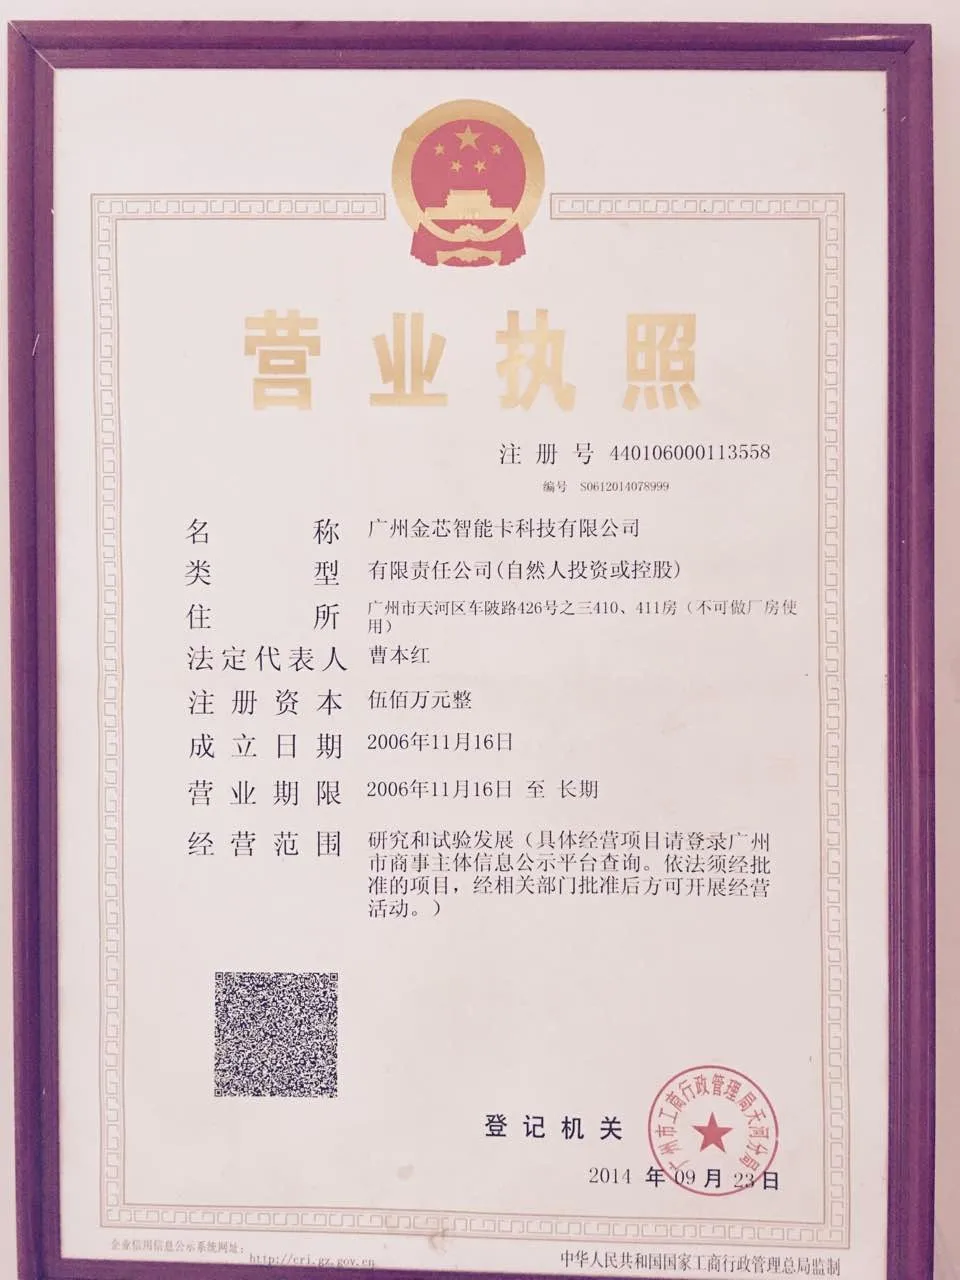 营业执照
注册号 440106000113558
编号 S0612014078999
名称 广州金芯智能卡科技有限公司
类型 有限责任公司(自然人投资或控股)
住所 广州市天河区车陂路426号之三410、411房（不可做厂房使
用）
法定代表人 曹本红
注册资本 伍佰万元整
成立日期 2006年11月16日
营业期限 2006年11月16日 至 长期
经营范围 研究和试验发展（具体经营项目请登录广州
市商事主体信息公示平台查询。依法须经批
准的项目，经相关部门批准后方可开展经营
活动。）
广州市工商行政管理局天河分局
登记机关
2014 年 09 月 23 日
企业信用信息公示系统网址：
http://cri.gz.gov.cn
中华人民共和国国家工商行政管理总局监制